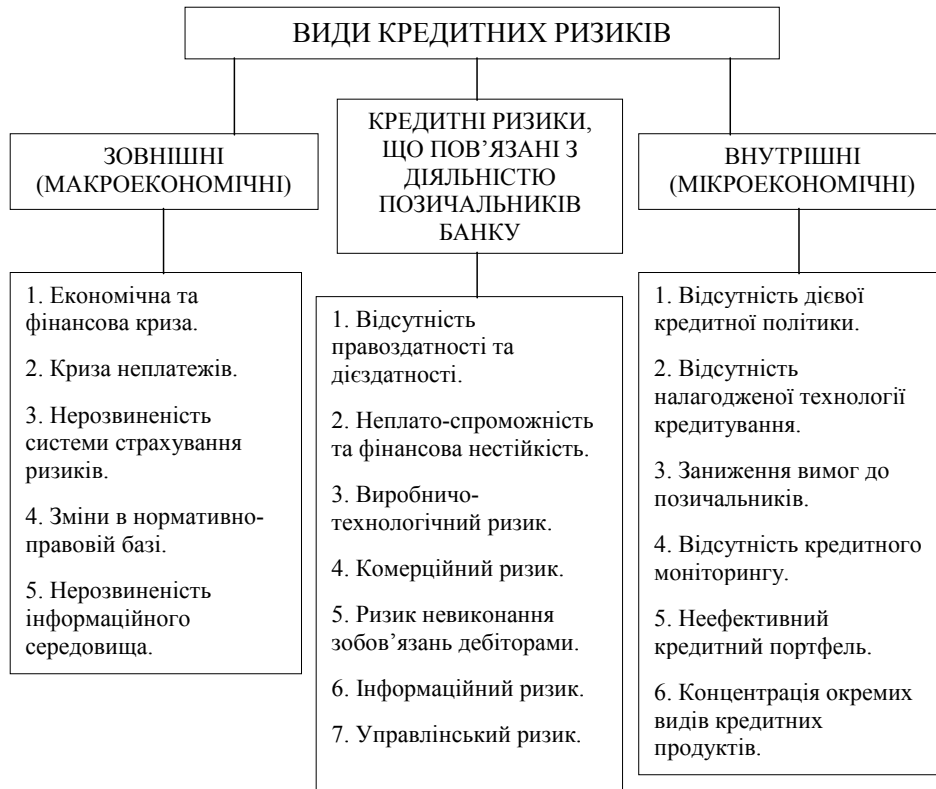 ВИДИ КРЕДИТНИХ РИЗИКІВ
ЗОВНІШНІ
(МАКРОЕКОНОМІЧНІ)
КРЕДИТНІ РИЗИКИ,
ЩО ПОВ’ЯЗАНІ З
ДІЯЛЬНІСТЮ
ПОЗИЧАЛЬНИКІВ
БАНКУ
ВНУТРІШНІ
(МІКРОЕКОНОМІЧНІ)
1. Економічна та
фінансова криза.
2. Криза неплатежів.
3. Нерозвиненість
системи страхування
ризиків.
4. Зміни в нормативно-
правовій базі.
5. Нерозвиненість
інформаційного
середовища.
1. Відсутність
правоздатності та
дієздатності.
2. Неплато-спроможність
та фінансова нестійкість.
3. Виробничо-
технологічний ризик.
4. Комерційний ризик.
5. Ризик невиконання
зобов’язань дебіторами.
6. Інформаційний ризик.
7. Управлінський ризик.
1. Відсутність дієвої
кредитної політики.
2. Відсутність
налагодженої технології
кредитування.
3. Заниження вимог до
позичальників.
4. Відсутність кредитного
моніторингу.
5. Неефективний
кредитний портфель.
6. Концентрація окремих
видів кредитних
продуктів.